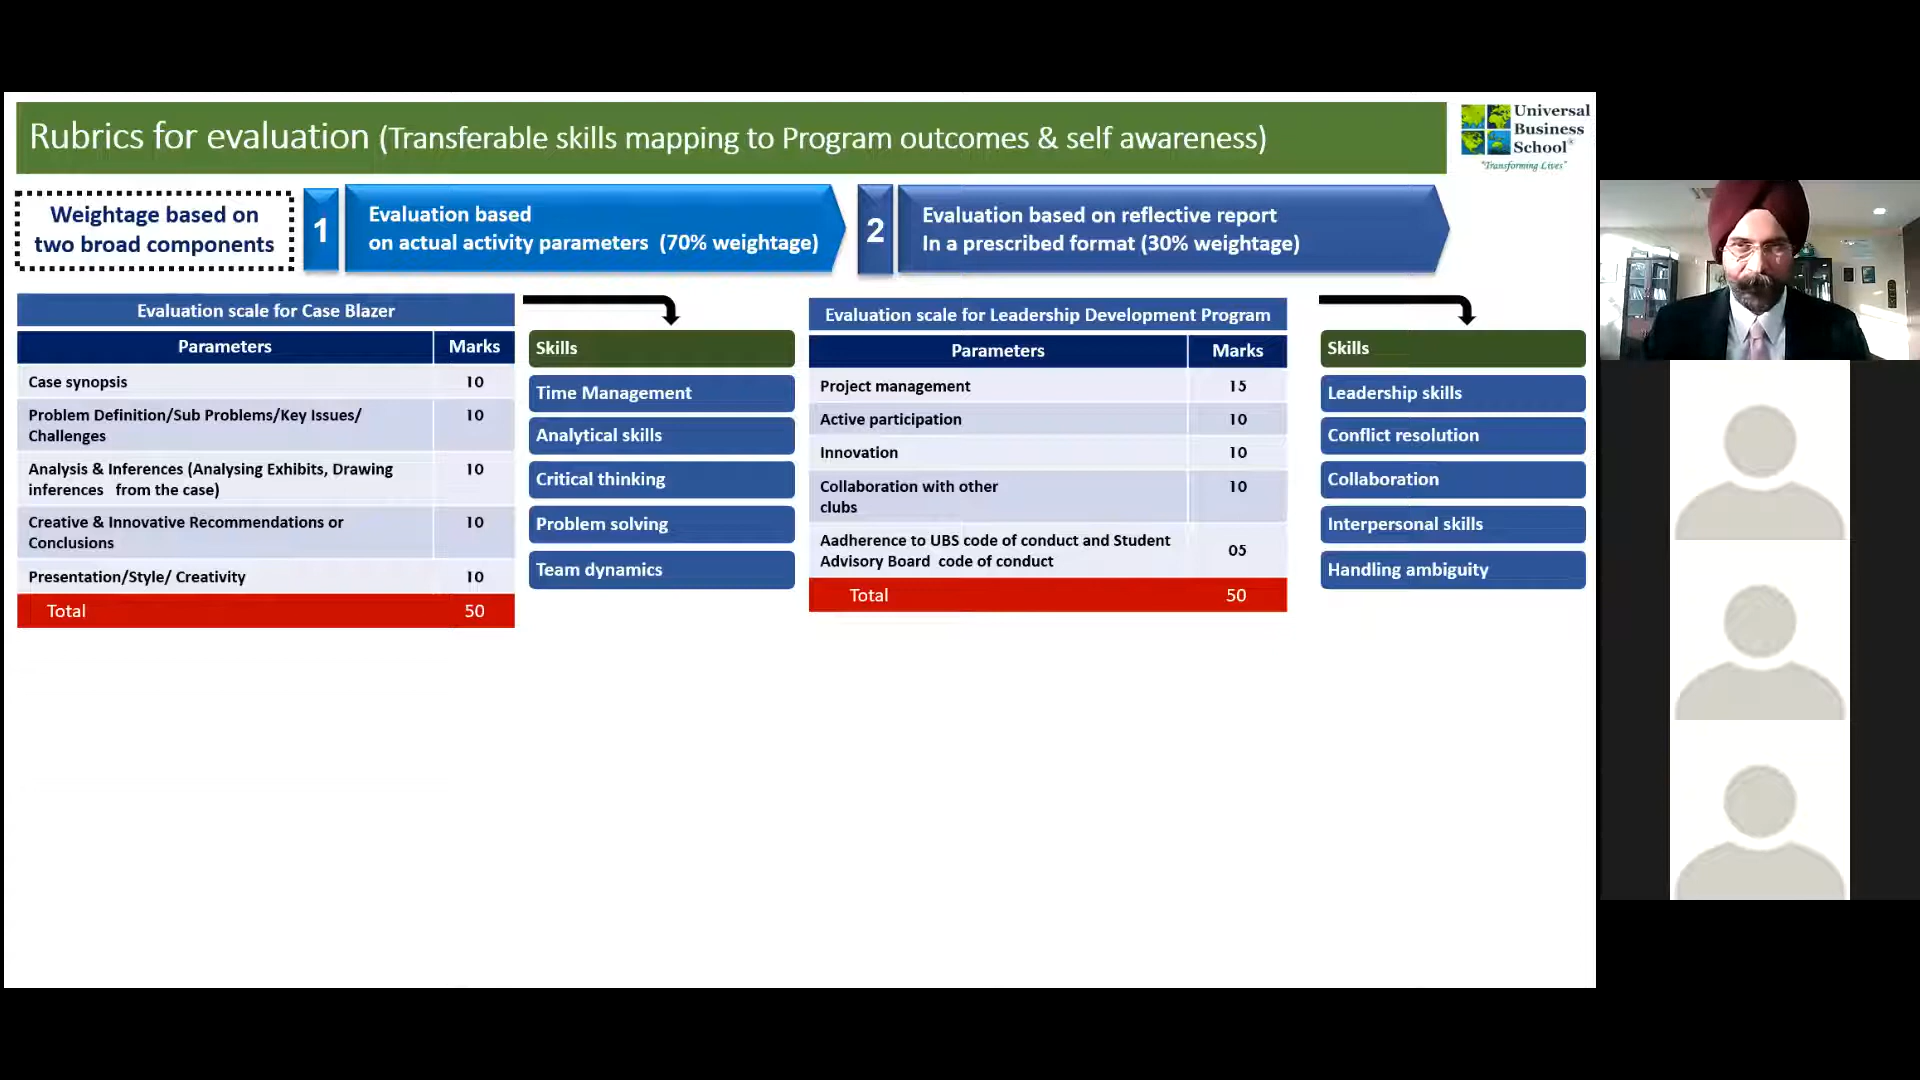 Rubrics for evaluation (Transferable skills mapping to Program outcomes & self awareness)
Universal
Business
School®
"Transforming Lives"
Weightage based on
two broad components
1
Evaluation based
on actual activity parameters (70% weightage)
2
Evaluation based on reflective report
In a prescribed format (30% weightage)
Evaluation scale for Case Blazer
Parameters Marks
Case synopsis 10
Problem Definition/Sub Problems/Key Issues/ 10
Challenges
Analysis & Inferences (Analysing Exhibits, Drawing 10
inferences from the case)
Creative & Innovative Recommendations or 10
Conclusions
Presentation/Style/ Creativity 10
Total 50
Skills
Time Management
Analytical skills
Critical thinking
Problem solving
Team dynamics
Evaluation scale for Leadership Development Program
Parameters Marks
Project management 15
Active participation 10
Innovation 10
Collaboration with other 10
clubs
Aadherence to UBS code of conduct and Student
Advisory Board code of conduct 05
Total 50
Skills
Leadership skills
Conflict resolution
Collaboration
Interpersonal skills
Handling ambiguity